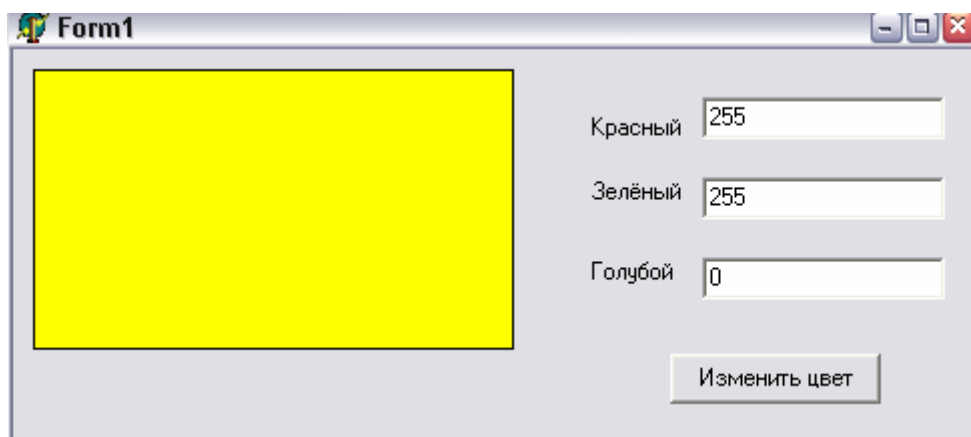 Form1
Красный 255
Зелёный 255
Голубой 0
Изменить цвет